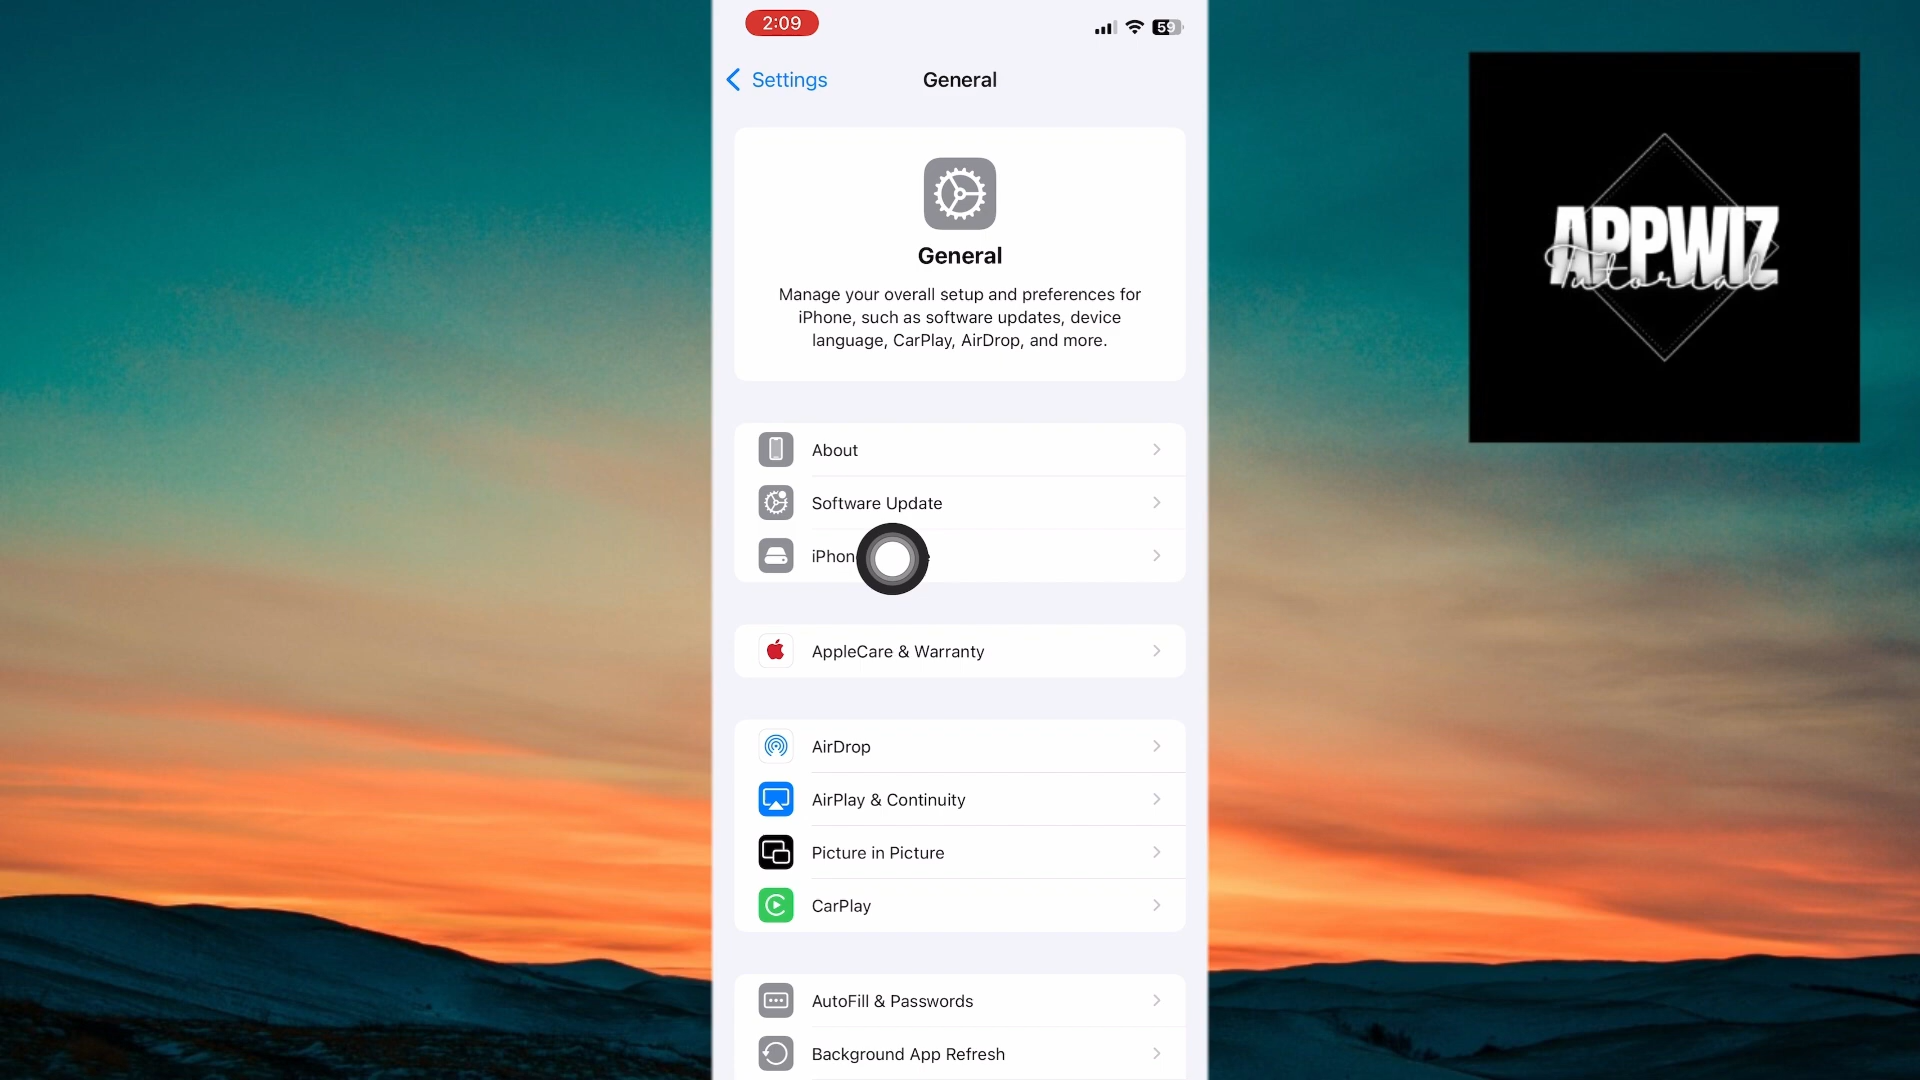 2:09
59
Settings
General
General
Manage your overall setup and preferences for
iPhone, such as software updates, device
language, CarPlay, AirDrop, and more.
About
Software Update
AppleCare & Warranty
AirDrop
AirPlay & Continuity
Picture in Picture
CarPlay
AutoFill & Passwords
Background App Refresh
APPWIZ
Tutorial